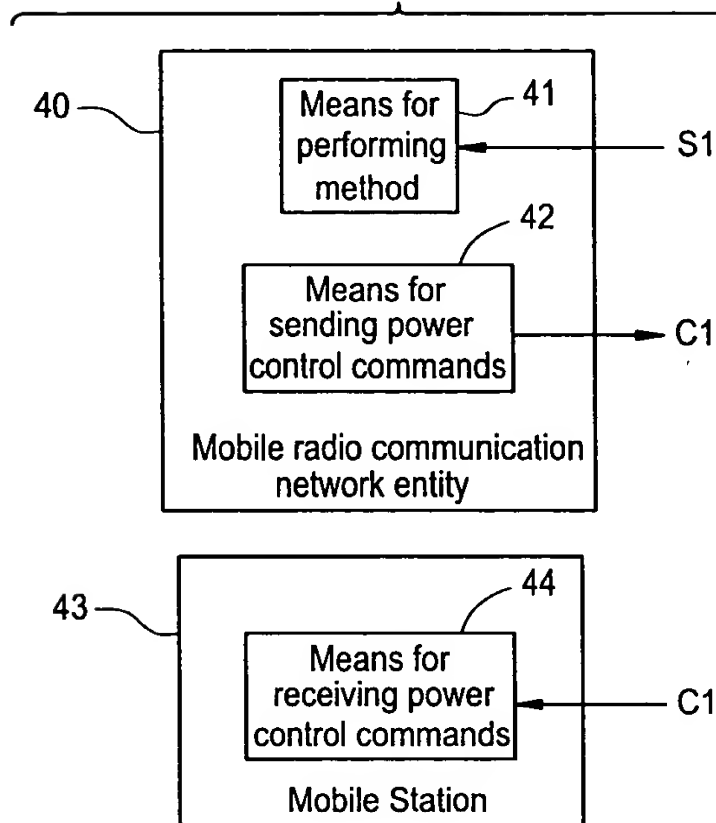 40
41
Means for
performing
method
S1
42
Means for
sending power
control commands
C1
Mobile radio communication
network entity
43
44
Means for
receiving power
control commands
C1
Mobile Station